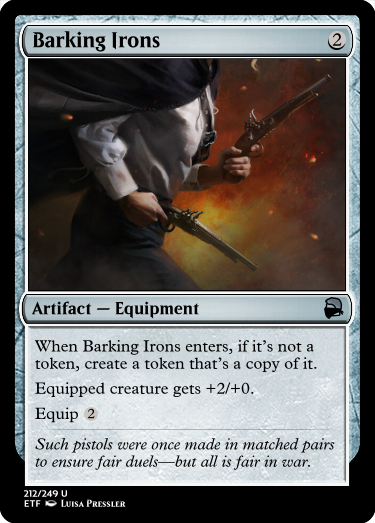 Barking Irons 2
Artifact — Equipment
When Barking Irons enters, if it's not a
token, create a token that's a copy of it.
Equipped creature gets +2/+0.
Equip 2
Such pistols were once made in matched pairs
to ensure fair duels—but all is fair in war.
212/249 U
ETF Luisa Pressler